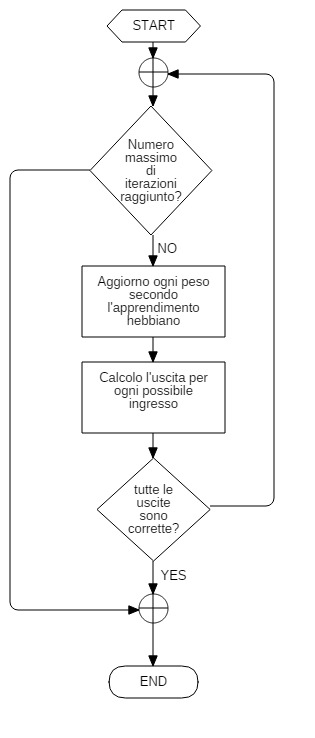 START
Numero
massimo
di
iterazioni
raggiunto?
NO
Aggiorno ogni peso
secondo
l'apprendimento
hebbiano
Calcolo l'uscita per
ogni possibile
ingresso
tutte le
uscite
sono
corrette?
YES
END